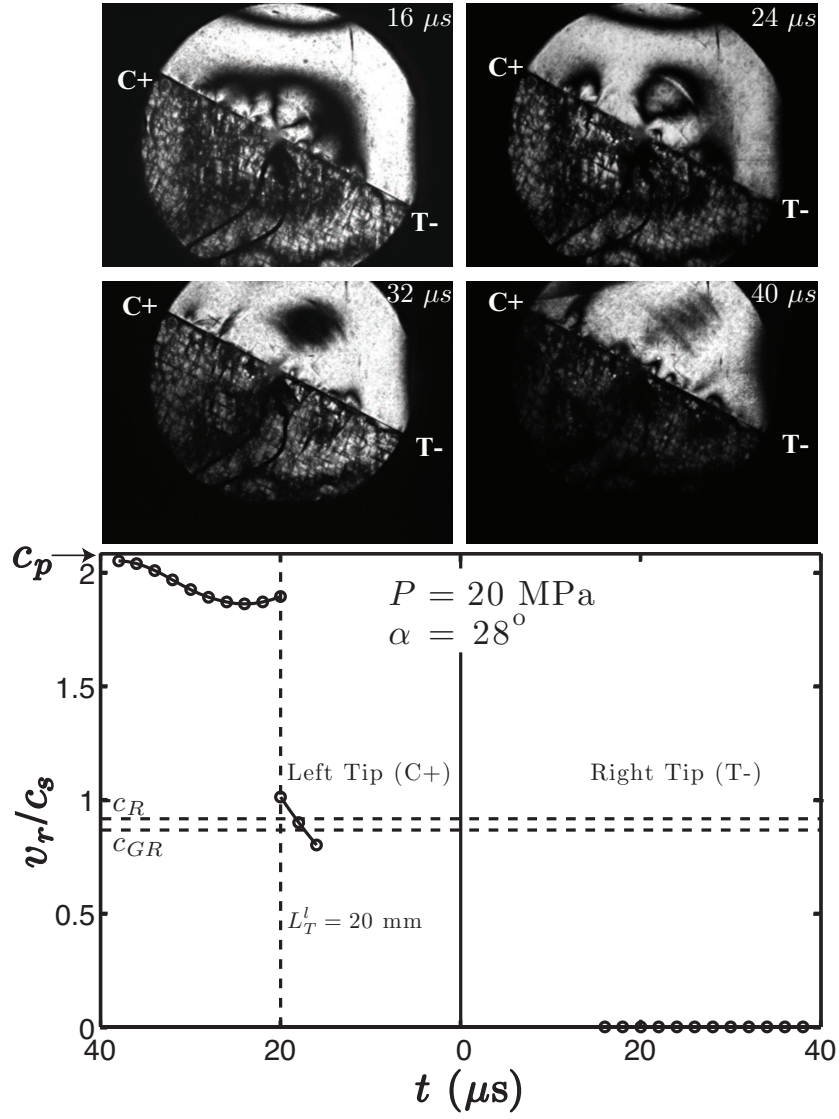 16 μs
24 μs
C+
C+
T-
T-
32 μs
40 μs
C+
C+
T-
T-
c_p
2
P = 20 MPa
α = 28°
1.5
Left Tip (C+)
Right Tip (T-)
c_R
1
c_GR
v_r/c_s
L_T^l = 20 mm
0.5
0
40
20
0
20
40
t (μs)